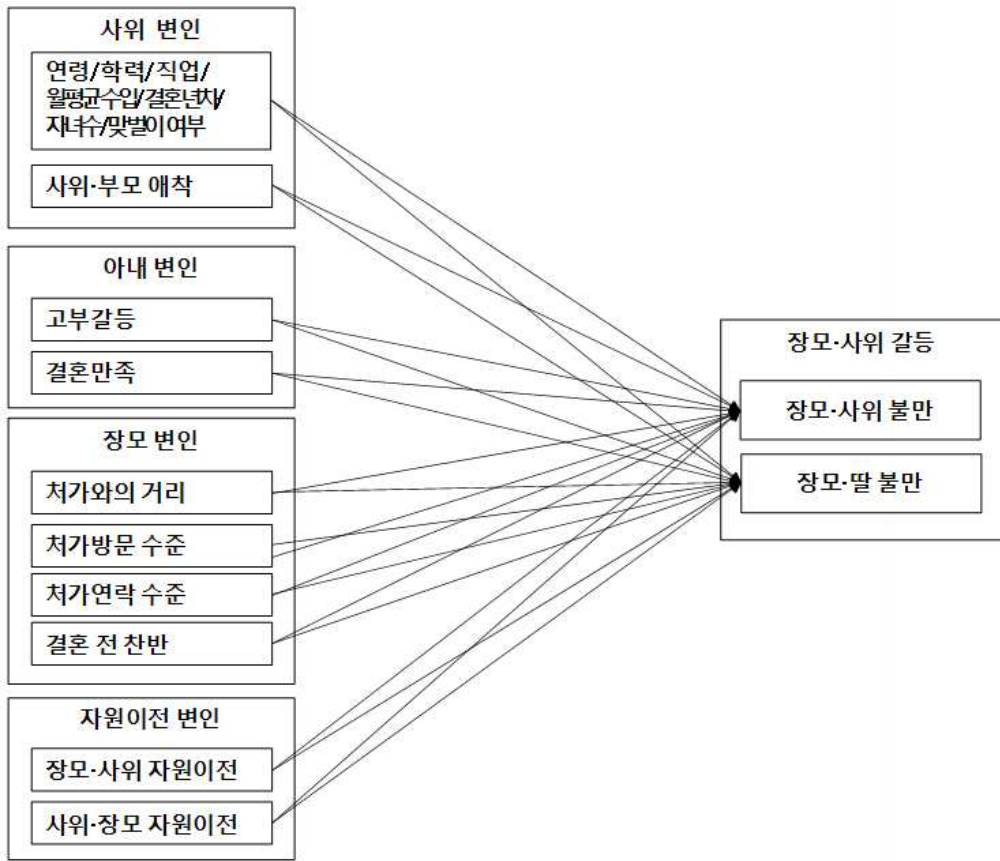 사위 변인
연령/학력/직업/
월평균수입/결혼년차/
자녀수/맞벌이여부
사위·부모 애착
아내 변인
고부갈등
결혼만족
장모 변인
처가와의 거리
처가방문 수준
처가연락 수준
결혼 전 찬반
자원이전 변인
장모·사위 자원이전
사위·장모 자원이전
장모·사위 갈등
장모·사위 불만
장모·딸 불만